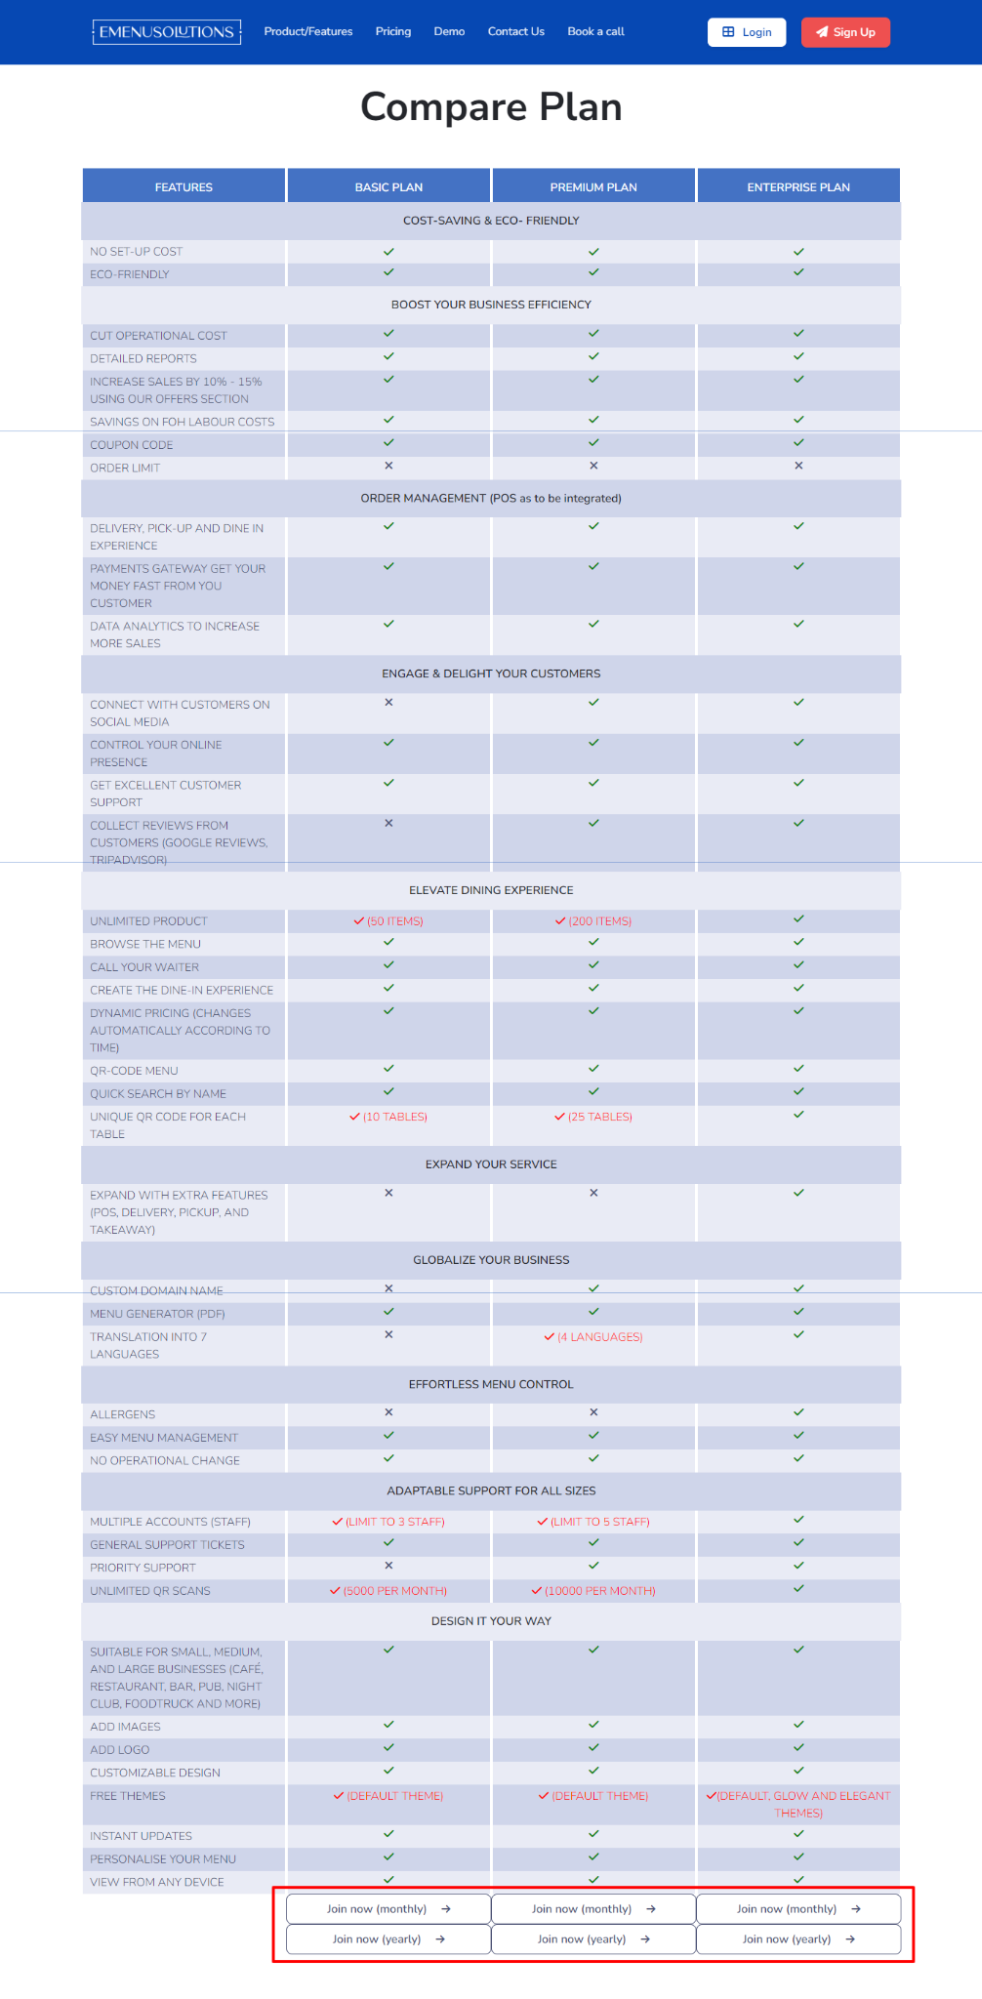 EMENUSOLUTIONS Product/Features Pricing Demo Contact Us Book a call Login Sign Up
Compare Plan
FEATURES BASIC PLAN PREMIUM PLAN ENTERPRISE PLAN
COST-SAVING & ECO- FRIENDLY
NO SET-UP COST
ECO-FRIENDLY
BOOST YOUR BUSINESS EFFICIENCY
CUT OPERATIONAL COST
DETAILED REPORTS
INCREASE SALES BY 10% - 15%
USING OUR OFFERS SECTION
SAVINGS ON FOH LABOUR COSTS
COUPON CODE
ORDER LIMIT
ORDER MANAGEMENT (POS as to be integrated)
DELIVERY, PICK-UP AND DINE IN
EXPERIENCE
PAYMENTS GATEWAY GET YOUR
MONEY FAST FROM YOU
CUSTOMER
DATA ANALYTICS TO INCREASE
MORE SALES
ENGAGE & DELIGHT YOUR CUSTOMERS
CONNECT WITH CUSTOMERS ON
SOCIAL MEDIA
CONTROL YOUR ONLINE
PRESENCE
GET EXCELLENT CUSTOMER
SUPPORT
COLLECT REVIEWS FROM
CUSTOMERS (GOOGLE REVIEWS,
TRIPADVISOR)
ELEVATE DINING EXPERIENCE
UNLIMITED PRODUCT (50 ITEMS) (200 ITEMS)
BROWSE THE MENU
CALL YOUR WAITER
CREATE THE DINE-IN EXPERIENCE
DYNAMIC PRICING (CHANGES
AUTOMATICALLY ACCORDING TO
TIME)
QR-CODE MENU
QUICK SEARCH BY NAME
UNIQUE QR CODE FOR EACH (10 TABLES) (25 TABLES)
TABLE
EXPAND YOUR SERVICE
EXPAND WITH EXTRA FEATURES
(POS, DELIVERY, PICKUP, AND
TAKEAWAY)
GLOBALIZE YOUR BUSINESS
CUSTOM DOMAIN NAME
MENU GENERATOR (PDF)
TRANSLATION INTO 7 (4 LANGUAGES)
LANGUAGES
EFFORTLESS MENU CONTROL
ALLERGENS
EASY MENU MANAGEMENT
NO OPERATIONAL CHANGE
ADAPTABLE SUPPORT FOR ALL SIZES
MULTIPLE ACCOUNTS (STAFF) (LIMIT TO 3 STAFF) (LIMIT TO 5 STAFF)
GENERAL SUPPORT TICKETS
PRIORITY SUPPORT
UNLIMITED QR SCANS (5000 PER MONTH) (10000 PER MONTH)
DESIGN IT YOUR WAY
SUITABLE FOR SMALL, MEDIUM,
AND LARGE BUSINESSES (CAFÉ,
RESTAURANT, BAR, PUB, NIGHT
CLUB, FOODTRUCK AND MORE)
ADD IMAGES
ADD LOGO
CUSTOMIZABLE DESIGN
FREE THEMES (DEFAULT THEME) (DEFAULT THEME) (DEFAULT, GLOW AND ELEGANT
THEMES)
INSTANT UPDATES
PERSONALISE YOUR MENU
VIEW FROM ANY DEVICE
Join now (monthly) Join now (monthly) Join now (monthly)
Join now (yearly) Join now (yearly) Join now (yearly)